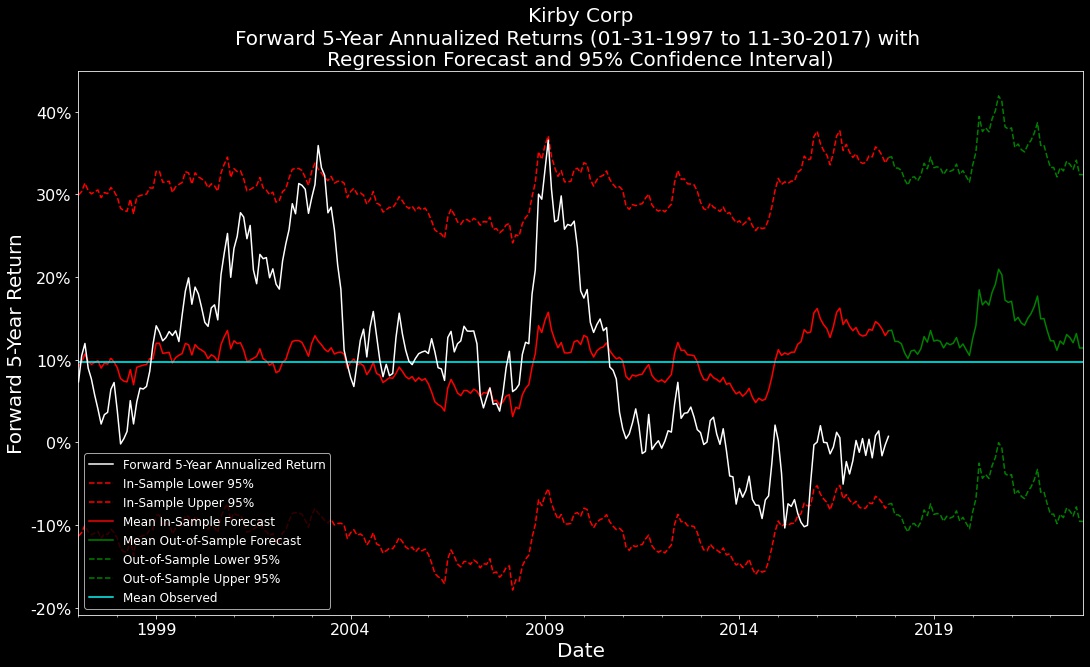 Kirby Corp
Forward 5-Year Annualized Returns (01-31-1997 to 11-30-2017) with
Regression Forecast and 95% Confidence Interval)
Forward 5-Year Return
40%
30%
20%
10%
0%
-10%
-20%
Forward 5-Year Annualized Return
In-Sample Lower 95%
In-Sample Upper 95%
Mean In-Sample Forecast
Mean Out-of-Sample Forecast
Out-of-Sample Lower 95%
Out-of-Sample Upper 95%
Mean Observed
1999 2004 2009 2014 2019
Date